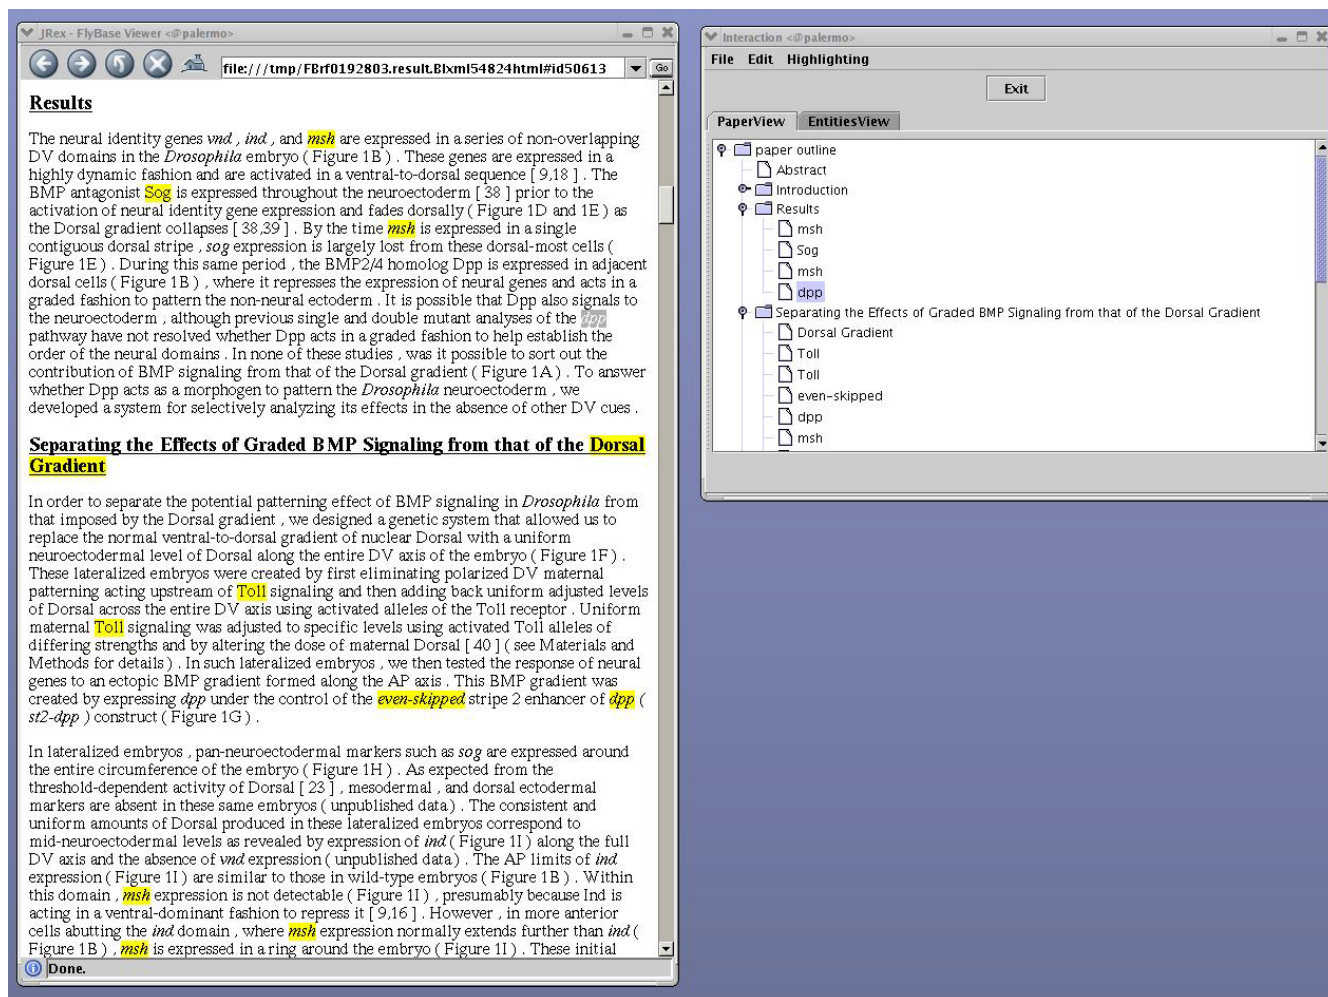 JRex - FlyBase Viewer <@palermo>
file:///tmp/FBrf0192803.result.Blxml54824html#id50613
Go
Results
The neural identity genes vnd , ind , and msh are expressed in a series of non-overlapping
DV domains in the Drosophila embryo ( Figure 1B ) . These genes are expressed in a
highly dynamic fashion and are activated in a ventral-to-dorsal sequence [ 9,18 ] . The
BMP antagonist Sog is expressed throughout the neuroectoderm [ 38 ] prior to the
activation of neural identity gene expression and fades dorsally ( Figure 1D and 1E ) as
the Dorsal gradient collapses [ 38,39 ] . By the time msh is expressed in a single
contiguous dorsal stripe , sog expression is largely lost from these dorsal-most cells (
Figure 1E ) . During this same period , the BMP2/4 homolog Dpp is expressed in adjacent
dorsal cells ( Figure 1B ) , where it represses the expression of neural genes and acts in a
graded fashion to pattern the non-neural ectoderm . It is possible that Dpp also signals to
the neuroectoderm , although previous single and double mutant analyses of the dpp
pathway have not resolved whether Dpp acts in a graded fashion to help establish the
order of the neural domains . In none of these studies , was it possible to sort out the
contribution of BMP signaling from that of the Dorsal gradient ( Figure 1A ) . To answer
whether Dpp acts as a morphogen to pattern the Drosophila neuroectoderm , we
developed a system for selectively analyzing its effects in the absence of other DV cues .
Separating the Effects of Graded BMP Signaling from that of the Dorsal
Gradient
In order to separate the potential patterning effect of BMP signaling in Drosophila from
that imposed by the Dorsal gradient , we designed a genetic system that allowed us to
replace the normal ventral-to-dorsal gradient of nuclear Dorsal with a uniform
neuroectodermal level of Dorsal along the entire DV axis of the embryo ( Figure 1F ) .
These lateralized embryos were created by first eliminating polarized DV maternal
patterning acting upstream of Toll signaling and then adding back uniform adjusted levels
of Dorsal across the entire DV axis using activated alleles of the Toll receptor . Uniform
maternal Toll signaling was adjusted to specific levels using activated Toll alleles of
differing strengths and by altering the dose of maternal Dorsal [ 40 ] ( see Materials and
Methods for details ) . In such lateralized embryos , we then tested the response of neural
genes to an ectopic BMP gradient formed along the AP axis . This BMP gradient was
created by expressing dpp under the control of the even-skipped stripe 2 enhancer of dpp (
st2-dpp ) construct ( Figure 1G ) .
In lateralized embryos , pan-neuroectodermal markers such as sog are expressed around
the entire circumference of the embryo ( Figure 1H ) . As expected from the
threshold-dependent activity of Dorsal [ 23 ] , mesodermal , and dorsal ectodermal
markers are absent in these same embryos ( unpublished data ) . The consistent and
uniform amounts of Dorsal produced in these lateralized embryos correspond to
mid-neuroectodermal levels as revealed by expression of ind ( Figure 1I ) along the full
DV axis and the absence of vnd expression ( unpublished data ) . The AP limits of ind
expression ( Figure 1I ) are similar to those in wild-type embryos ( Figure 1B ) . Within
this domain , msh expression is not detectable ( Figure 1I ) , presumably because Ind is
acting in a ventral-dominant fashion to repress it [ 9,16 ] . However , in more anterior
cells abutting the ind domain , where msh expression normally extends further than ind (
Figure 1B ) , msh is expressed in a ring around the embryo ( Figure 1I ) . These initial
Done.
Interaction <@palermo>
File Edit Highlighting
Exit
PaperView EntitiesView
paper outline
Abstract
Introduction
Results
msh
Sog
msh
dpp
Separating the Effects of Graded BMP Signaling from that of the Dorsal Gradient
Dorsal Gradient
Toll
Toll
even-skipped
dpp
msh